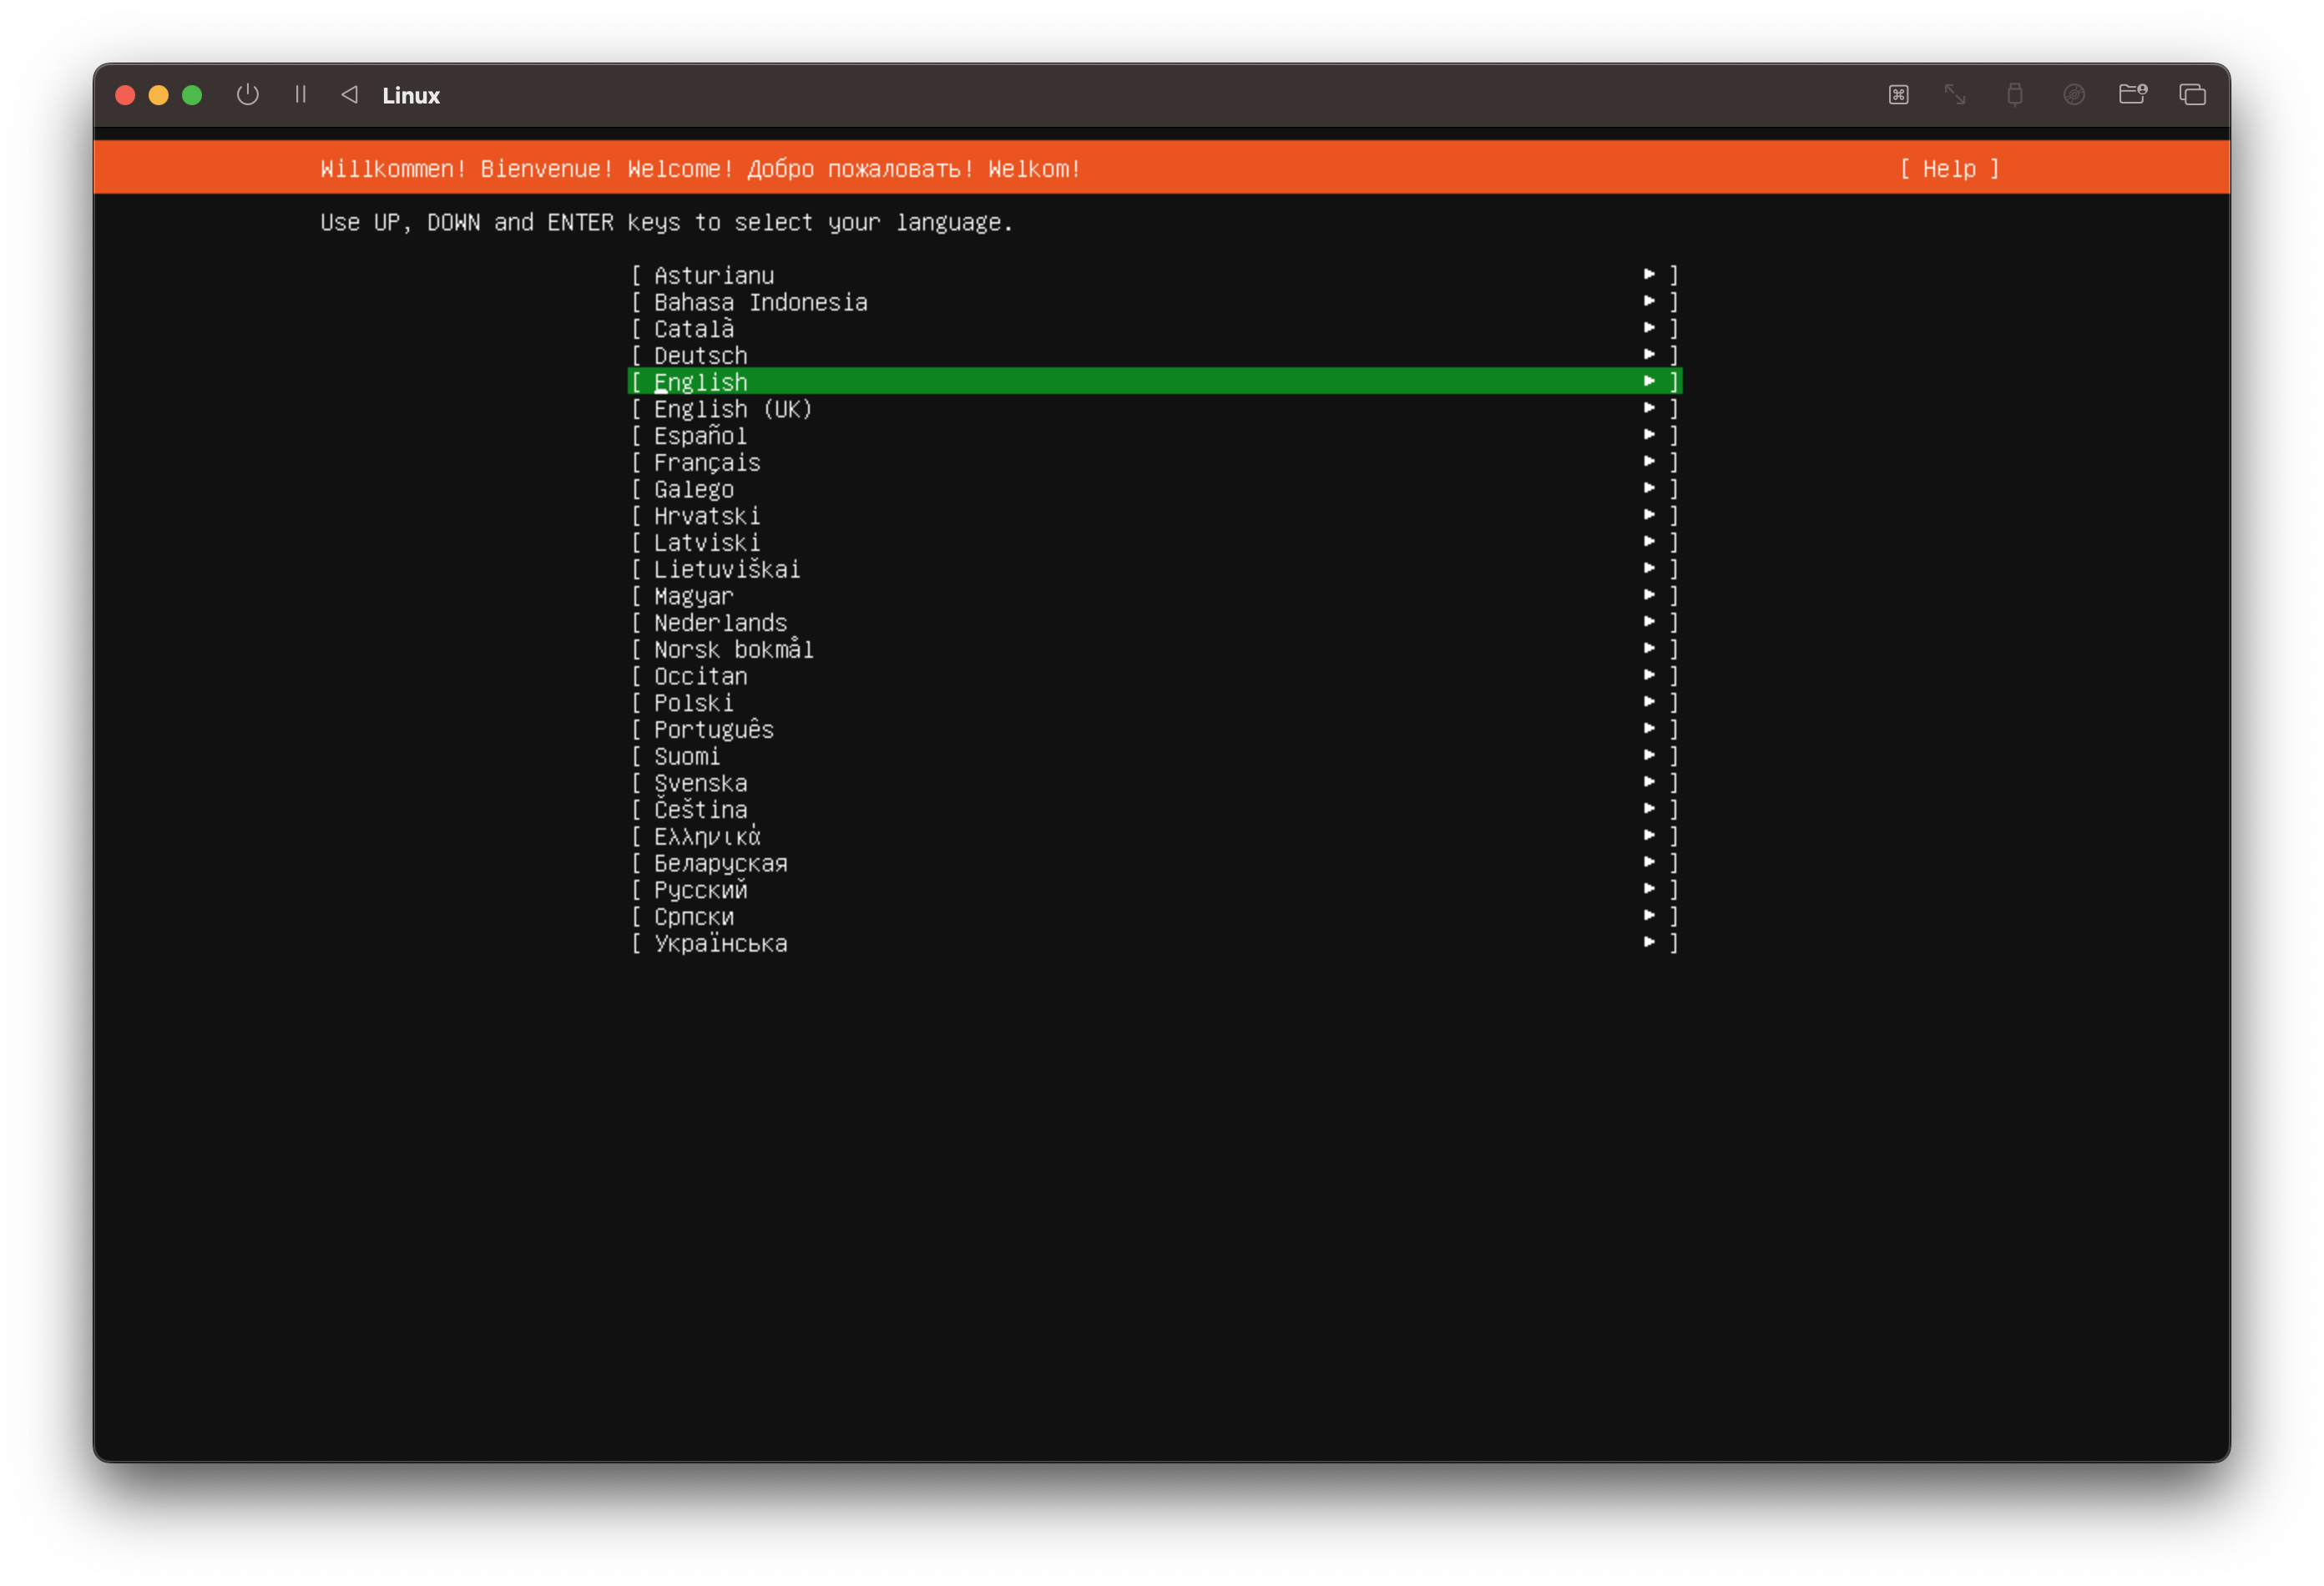 Linux
Willkommen! Bienvenue! Welcome! Добро пожаловать! Welkom! [ Help ]
Use UP, DOWN and ENTER keys to select your language.
[ Asturianu ► ]
[ Bahasa Indonesia ► ]
[ Català ► ]
[ Deutsch ► ]
[ English ► ]
[ English (UK) ► ]
[ Español ► ]
[ Français ► ]
[ Galego ► ]
[ Hrvatski ► ]
[ Latviski ► ]
[ Lietuviškai ► ]
[ Magyar ► ]
[ Nederlands ► ]
[ Norsk bokmål ► ]
[ Occitan ► ]
[ Polski ► ]
[ Português ► ]
[ Suomi ► ]
[ Svenska ► ]
[ Čeština ► ]
[ Ελληνικά ► ]
[ Беларуская ► ]
[ Русский ► ]
[ Српски ► ]
[ Українська ► ]